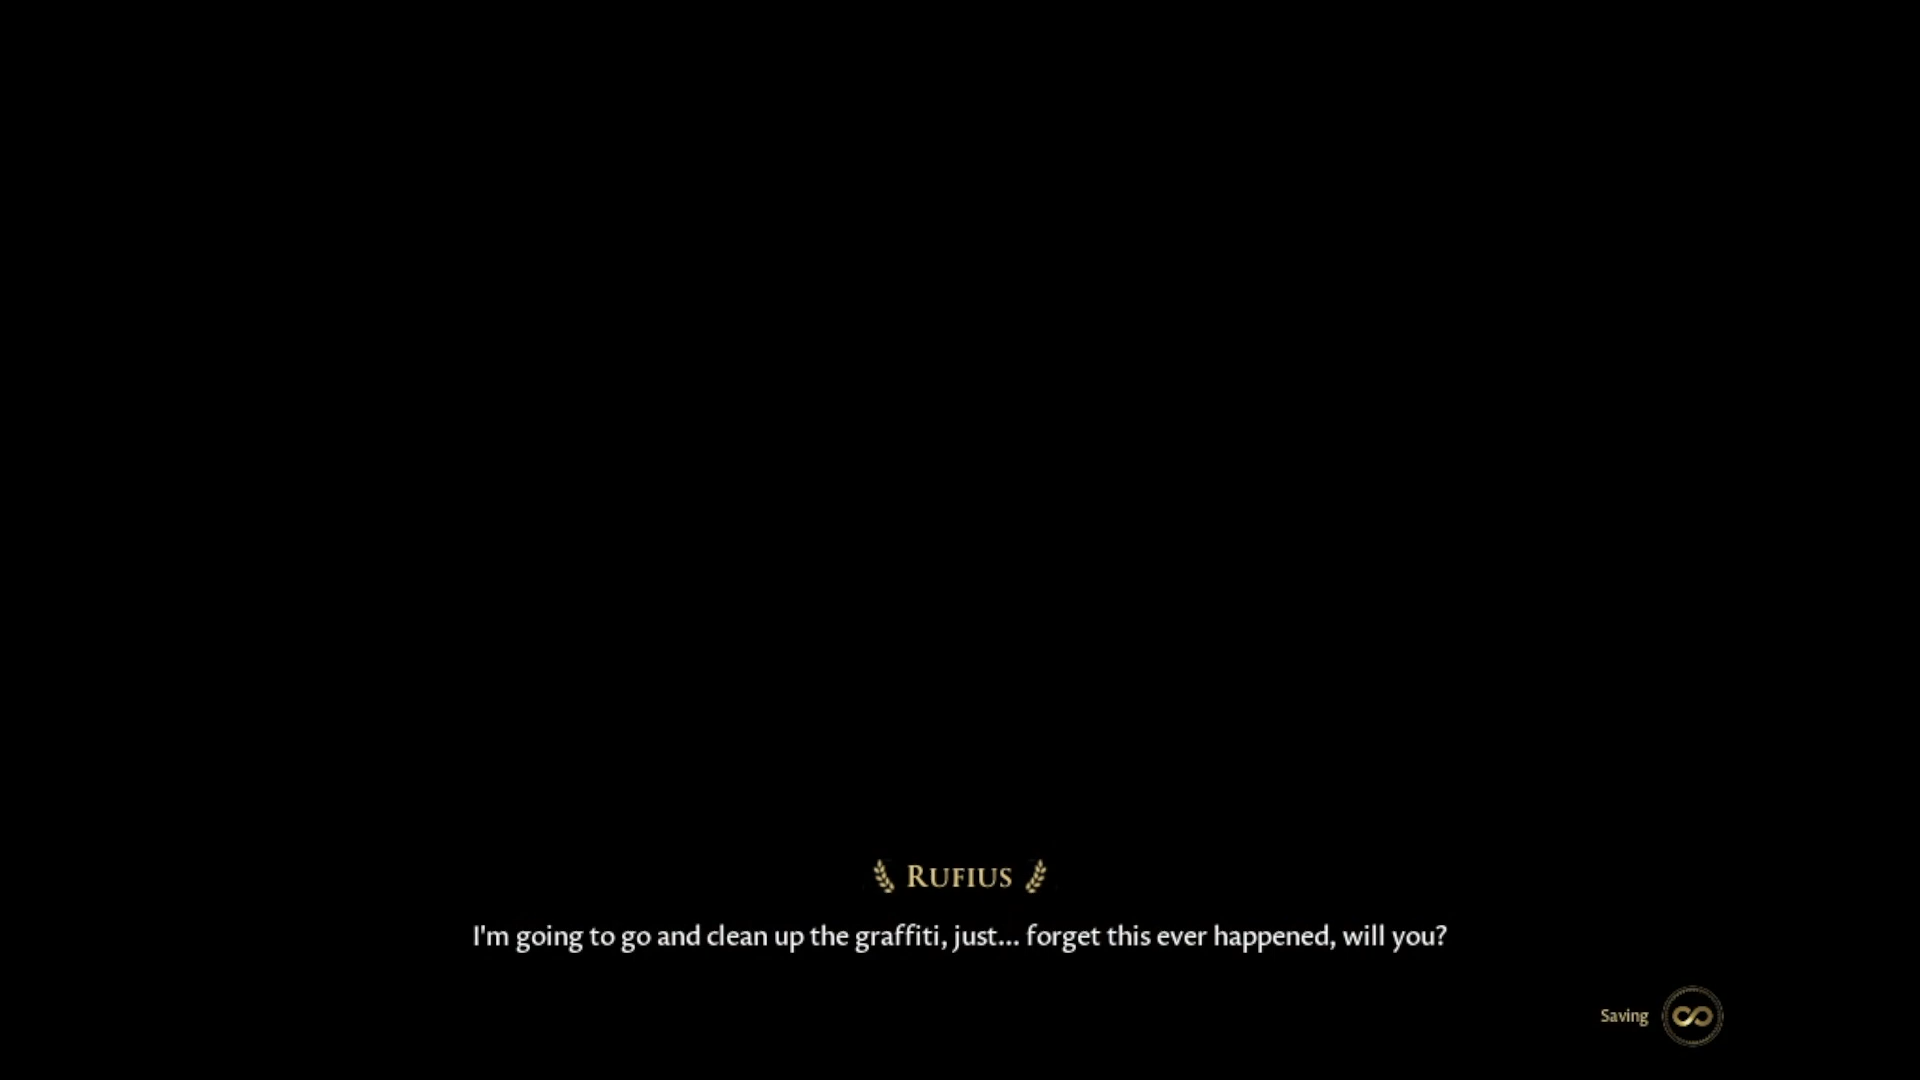 RUFIUS
I'm going to go and clean up the graffiti, just... forget this ever happened, will you?
Saving